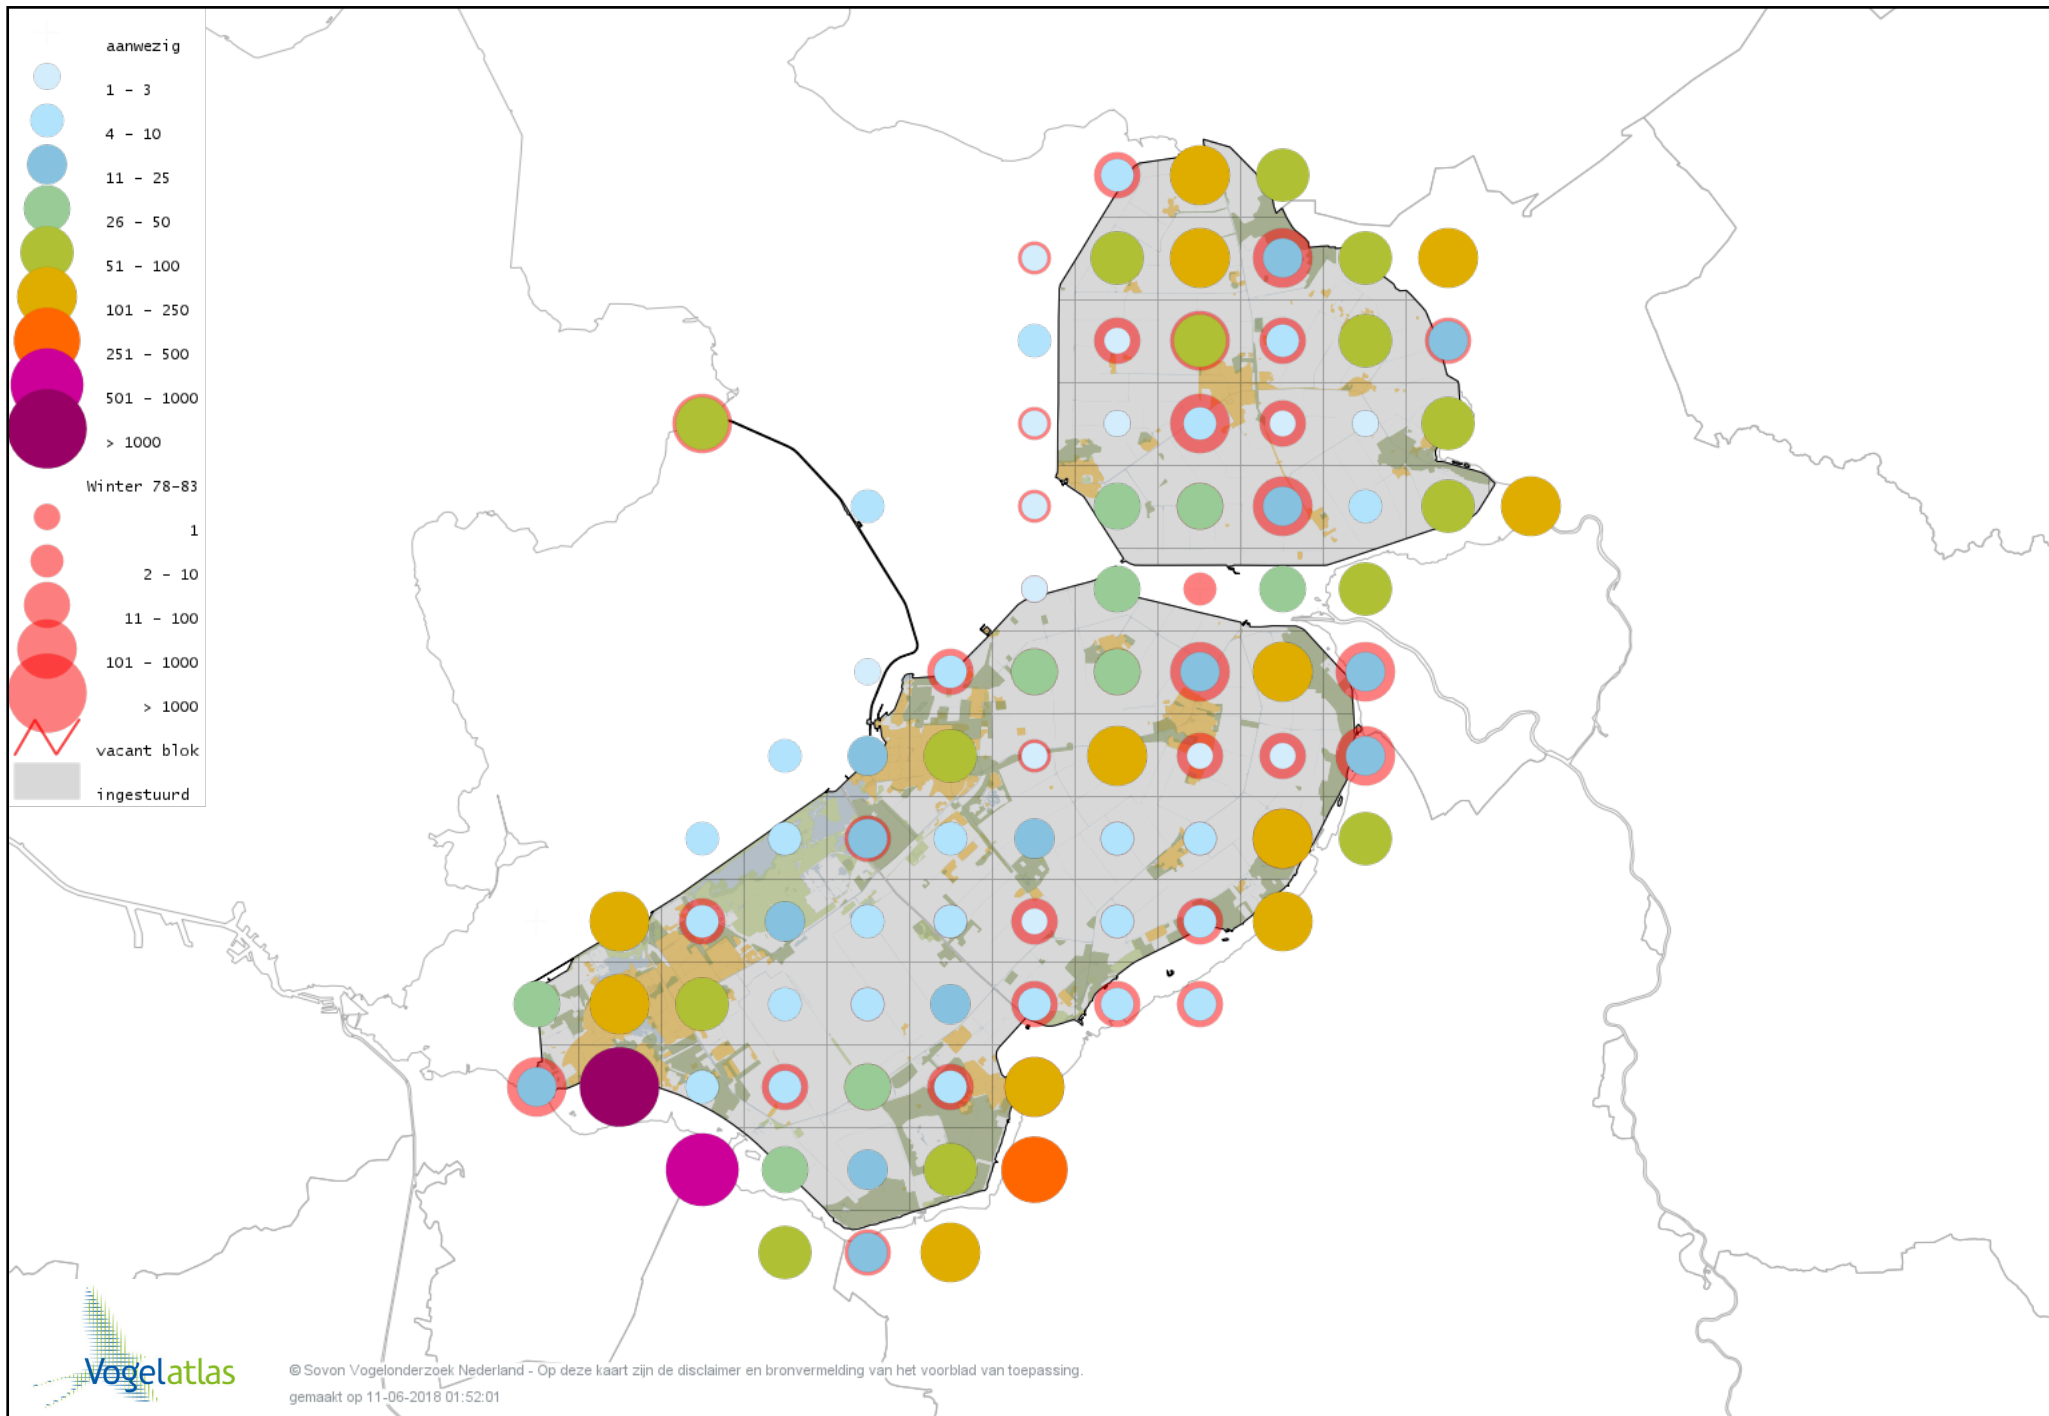 aanwezig
1 - 3
4 - 10
11 - 25
26 - 50
51 - 100
101 - 250
251 - 500
501 - 1000
> 1000
Winter 78-83
1
2 - 10
11 - 100
101 - 1000
> 1000
vacant blok
ingestuurd
Vogelatlas
© Sovon Vogelonderzoek Nederland - Op deze kaart zijn de disclaimer en bronvermelding van het voorblad van toepassing.
gemaakt op 11-06-2018 01:52:01